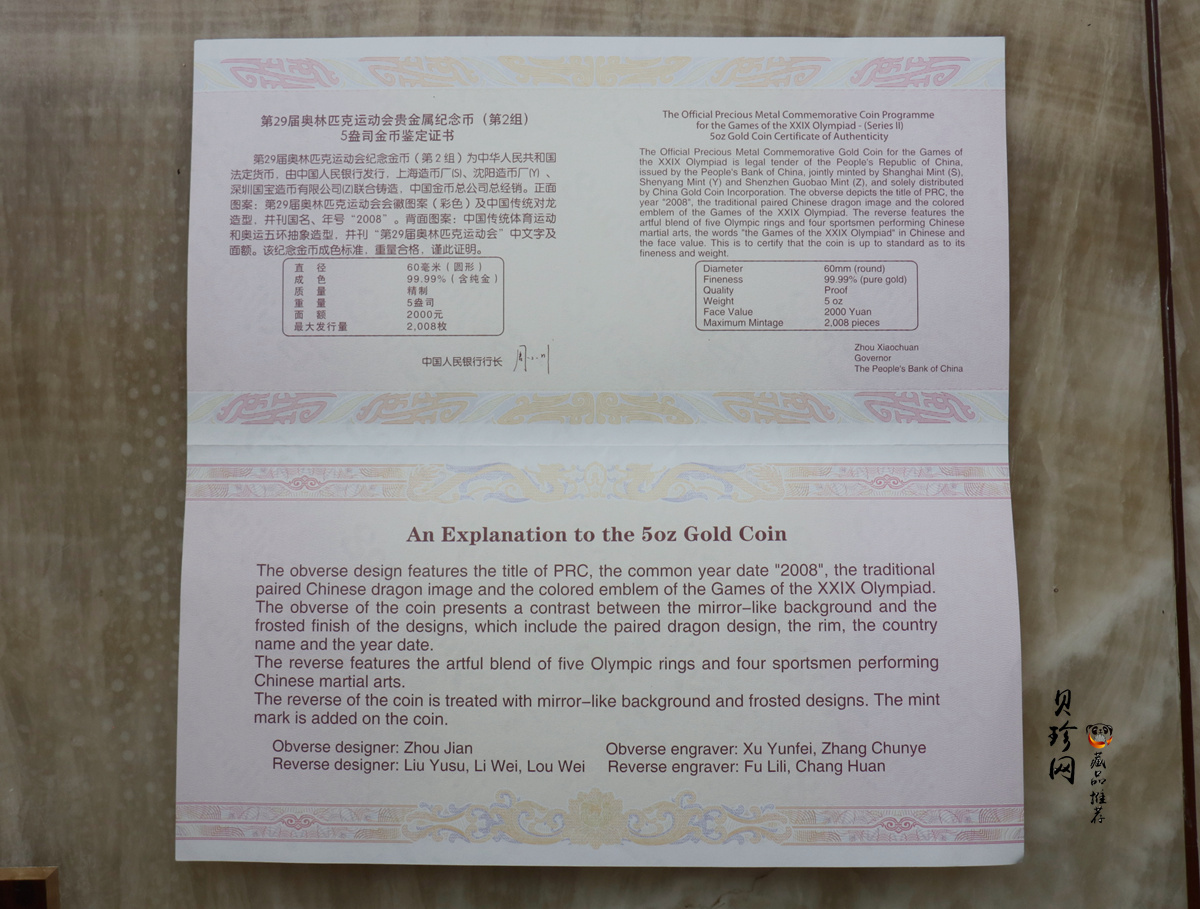 第29届奥林匹克运动会贵金属纪念币（第2组）
5盎司金币鉴定证书
第29届奥林匹克运动会纪念金币（第２组）为中华人民共和国
法定货币，由中国人民银行发行，上海造币厂(S)、沈阳造币厂(Y)、
深圳国宝造币有限公司(Z)联合铸造，中国金币总公司总经销。正面
图案：第29届奥林匹克运动会会徽图案（彩色）及中国传统对龙
造型，并刊国名、年号“2008”。背面图案：中国传统体育运动
和奥运五环抽象造型，并刊“第29届奥林匹克运动会”中文字及
面额。该纪念金币成色标准，重量合格，谨此证明。
直 径 60毫米（圆形）
成 色 99.99%（含纯金）
质 量 精制
重 量 5盎司
面 额 2000元
最大发行量 2,008枚
中国人民银行行长
The Official Precious Metal Commemorative Coin Programme
for the Games of the XXIX Olympiad - (Series II)
5oz Gold Coin Certificate of Authenticity
The Official Precious Metal Commemorative Gold Coin for the Games of
the XXIX Olympiad is legal tender of the People's Republic of China,
issued by the People's Bank of China, jointly minted by Shanghai Mint (S),
Shenyang Mint (Y) and Shenzhen Guobao Mint (Z), and solely distributed
by China Gold Coin Incorporation. The obverse depicts the title of PRC, the
year "2008", the traditional paired Chinese dragon image and the colored
emblem of the Games of the XXIX Olympiad. The reverse features the
artful blend of five Olympic rings and four sportsmen performing Chinese
martial arts, the words "the Games of the XXIX Olympiad" in Chinese and
the face value. This is to certify that the coin is up to standard as to its
fineness and weight.
Diameter 60mm (round)
Fineness 99.99% (pure gold)
Quality Proof
Weight 5 oz
Face Value 2000 Yuan
Maximum Mintage 2,008 pieces
Zhou Xiaochuan
Governor
The People's Bank of China
An Explanation to the 5oz Gold Coin
The obverse design features the title of PRC, the common year date "2008", the traditional
paired Chinese dragon image and the colored emblem of the Games of the XXIX Olympiad.
The obverse of the coin presents a contrast between the mirror-like background and the
frosted finish of the designs, which include the paired dragon design, the rim, the country
name and the year date.
The reverse features the artful blend of five Olympic rings and four sportsmen performing
Chinese martial arts.
The reverse of the coin is treated with mirror-like background and frosted designs. The mint
mark is added on the coin.
Obverse designer: Zhou Jian Obverse engraver: Xu Yunfei, Zhang Chunye
Reverse designer: Liu Yusu, Li Wei, Lou Wei Reverse engraver: Fu Lili, Chang Huan
贝珍网
藏品推荐